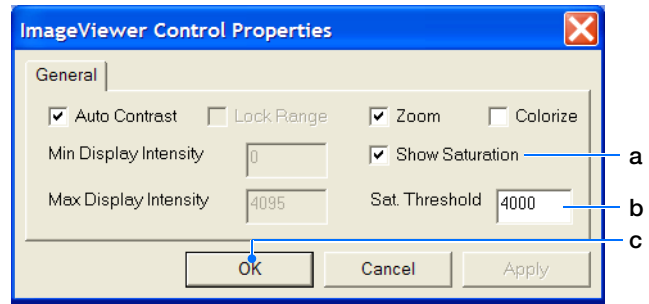 ImageViewer Control Properties
General
Auto Contrast Lock Range Zoom Colorize
Min Display Intensity 0 Show Saturation a
Max Display Intensity 4095 Sat. Threshold 4000 b
c
OK Cancel Apply